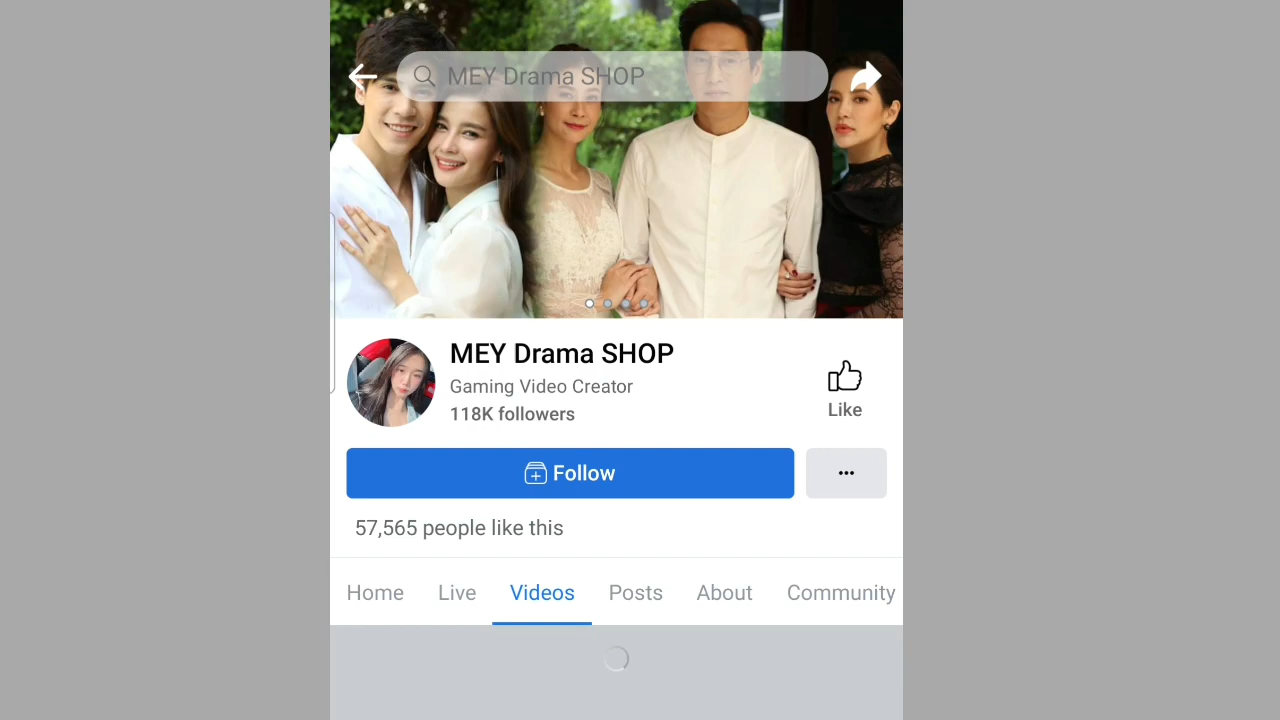 MEY Drama SHOP
MEY Drama SHOP
Gaming Video Creator
118K followers
Like
Follow
57,565 people like this
Home Live Videos Posts About Community